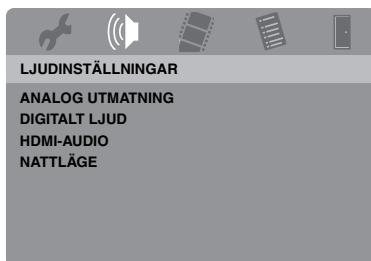 LJUDINSTÄLLNINGAR
ANALOG UTMATNING
DIGITALT LJUD
HDMI-AUDIO
NATTLÄGE